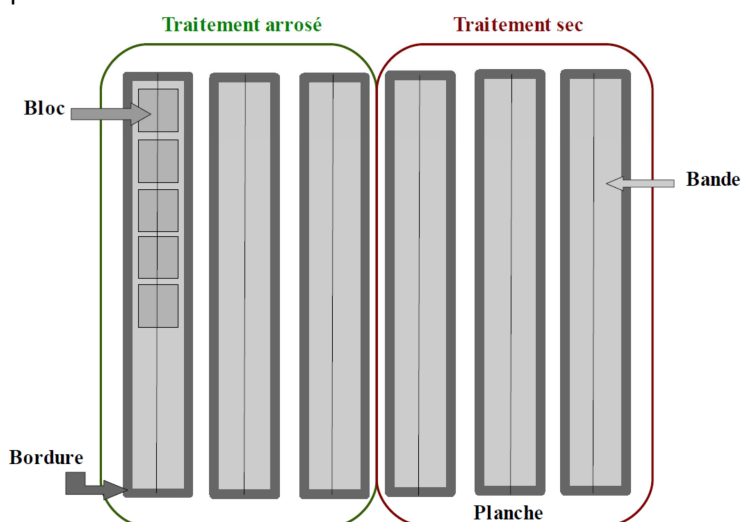 Traitement arrosé
Traitement sec
Bloc
Bande
Bordure
Planche